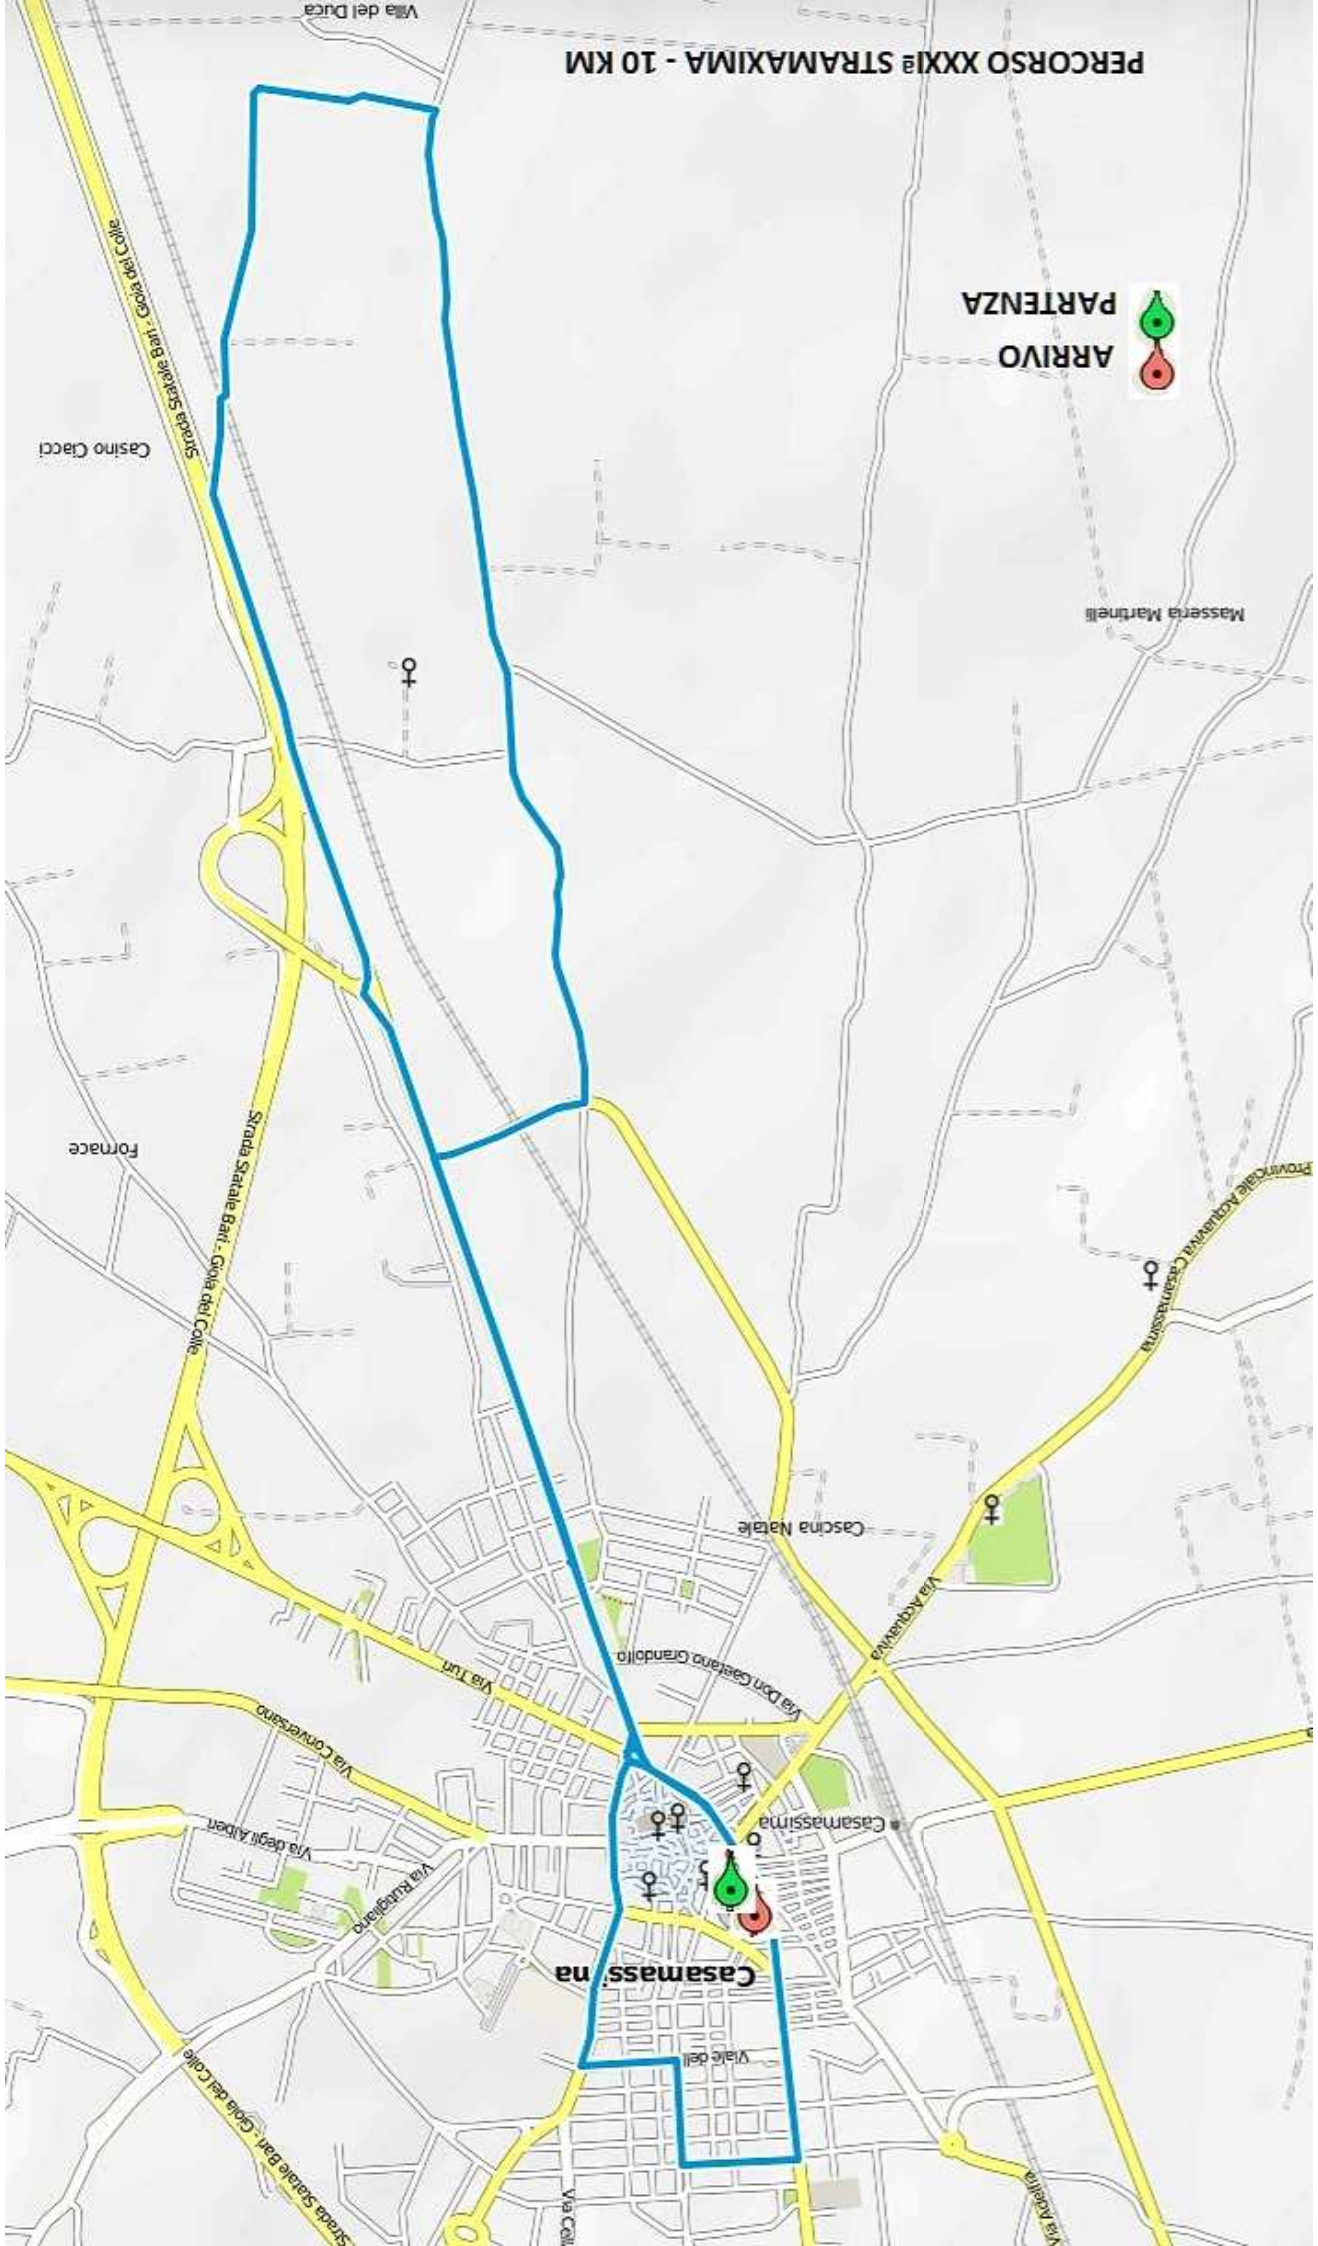 Via Adelfia
Via Cell
Strada Statale Bari - Gioia del Colle
Viale dell
Casamassima
Via Rutigliano
Via degli Alberi
Casamassima
Via Conversano
Via Don Gaetano Grandolfo
Via Turi
Via Acquaviva
Cascina Natale
Strada Statale Bari - Gioia del Colle
Provinciale Acquaviva Casamassima
Fornace
Masseria Martinelli
Casino Ciacci
ARRIVO
PARTENZA
Strada Statale Bari - Gioia del Colle
PERCORSO XXXIª STRAMAXIMA - 10 KM
Villa del Duca